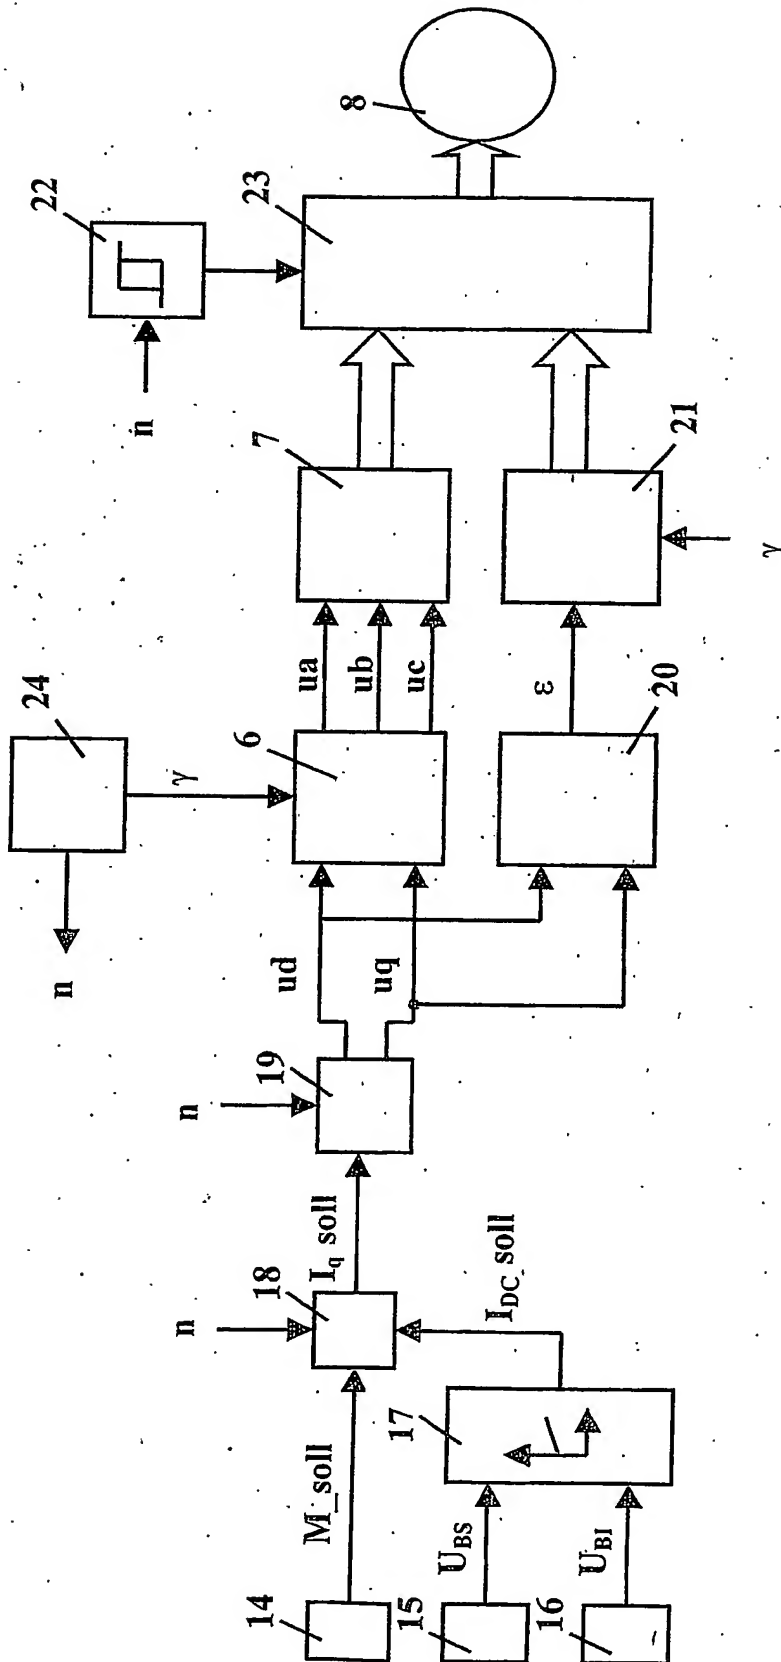 22
n
23
8
7
21
γ
24
n
γ
ua
ub
uc
6
ε
20
ud
uq
n
19
n
18
I_q soll
I_DC_soll
M_soll
17
U_BS
U_BI
14
15
16